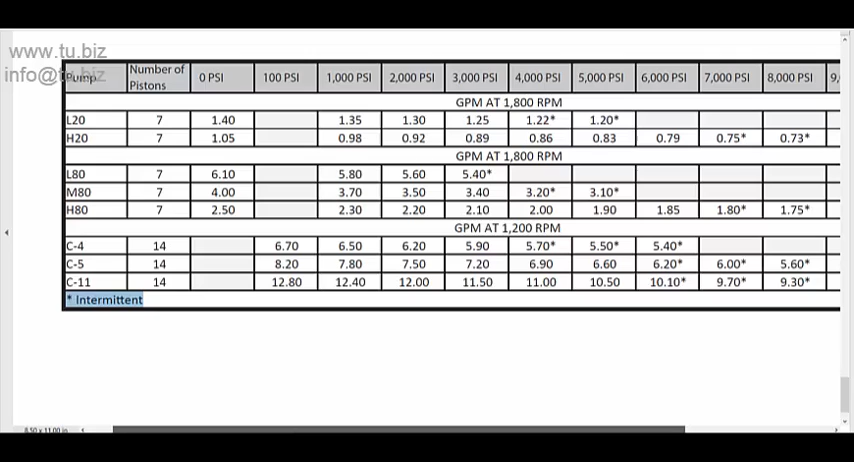 www.tu.biz
info@tu.biz
Pump Number of Pistons 0 PSI 100 PSI 1,000 PSI 2,000 PSI 3,000 PSI 4,000 PSI 5,000 PSI 6,000 PSI 7,000 PSI 8,000 PSI
GPM AT 1,800 RPM
L20 7 1.40 1.35 1.30 1.25 1.22* 1.20*
H20 7 1.05 0.98 0.92 0.89 0.86 0.83 0.79 0.75* 0.73*
GPM AT 1,800 RPM
L80 7 6.10 5.80 5.60 5.40*
M80 7 4.00 3.70 3.50 3.40 3.20* 3.10*
H80 7 2.50 2.30 2.20 2.10 2.00 1.90 1.85 1.80* 1.75*
GPM AT 1,200 RPM
C-4 14 6.70 6.50 6.20 5.90 5.70* 5.50* 5.40*
C-5 14 8.20 7.80 7.50 7.20 6.90 6.60 6.20* 6.00* 5.60*
C-11 14 12.80 12.40 12.00 11.50 11.00 10.50 10.10* 9.70* 9.30*
* Intermittent
8.50 x 11.00 in